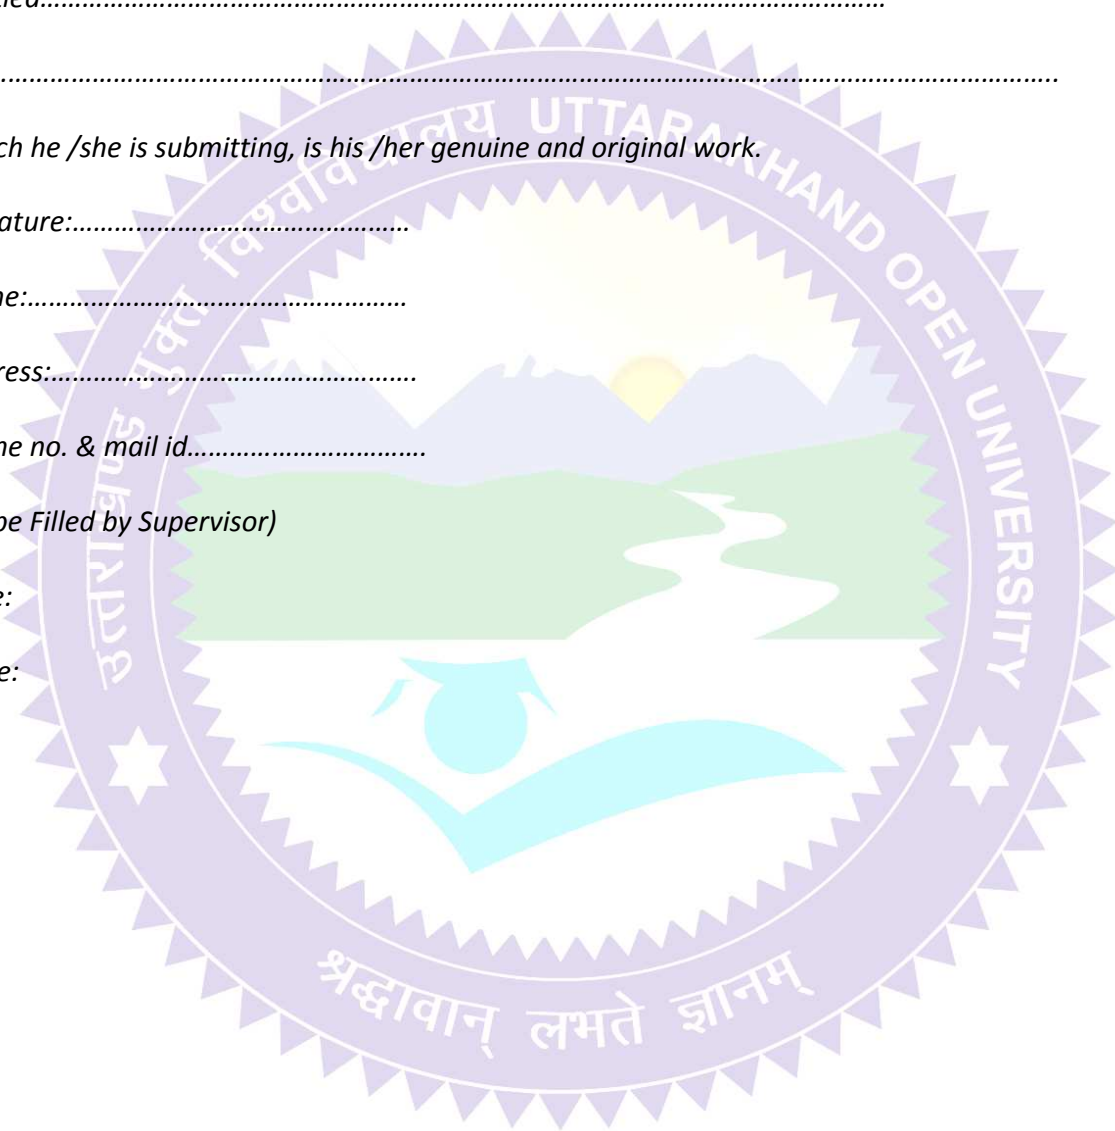 led……………………………………………………………………………………………………………
………………………………………………………………………………………………………………………………………..
ch he /she is submitting, is his /her genuine and original work.
ature:…………………………………………
ne:………………………………………………
ress:…………………………………………….
ne no. & mail id…………………………….
be Filled by Supervisor)
e:
e:
उत्तराखण्ड मुक्त विश्वविद्यालय UTTARAKHAND OPEN UNIVERSITY
श्रद्धावान् लभते ज्ञानम्